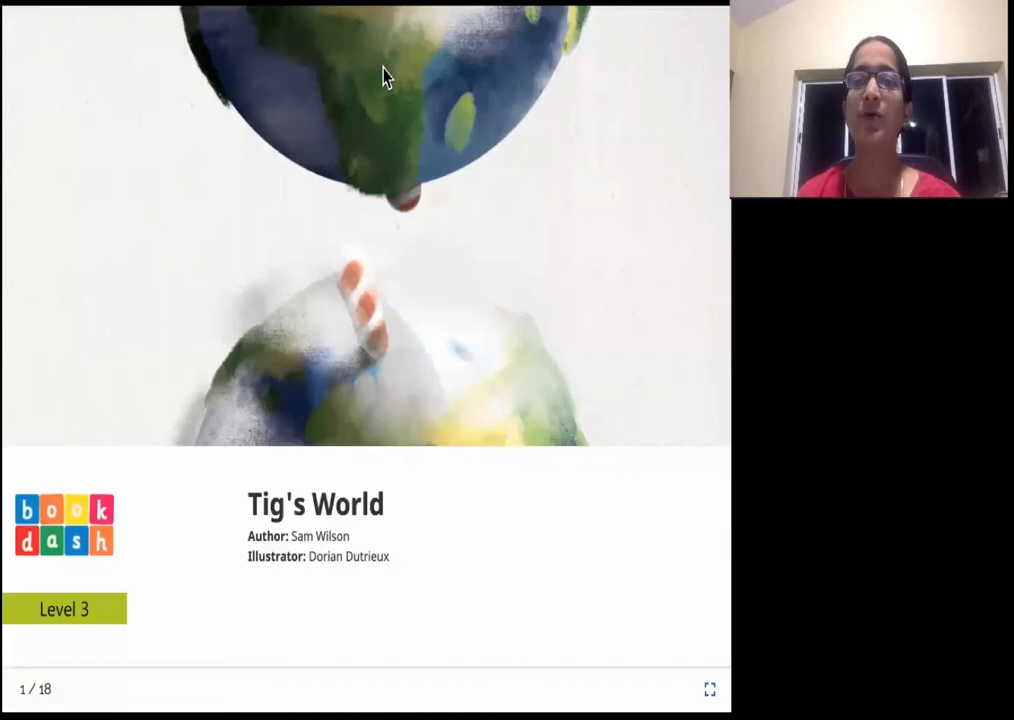 book
dash
Tig's World
Author: Sam Wilson
Illustrator: Dorian Dutrieux
Level 3
1 / 18